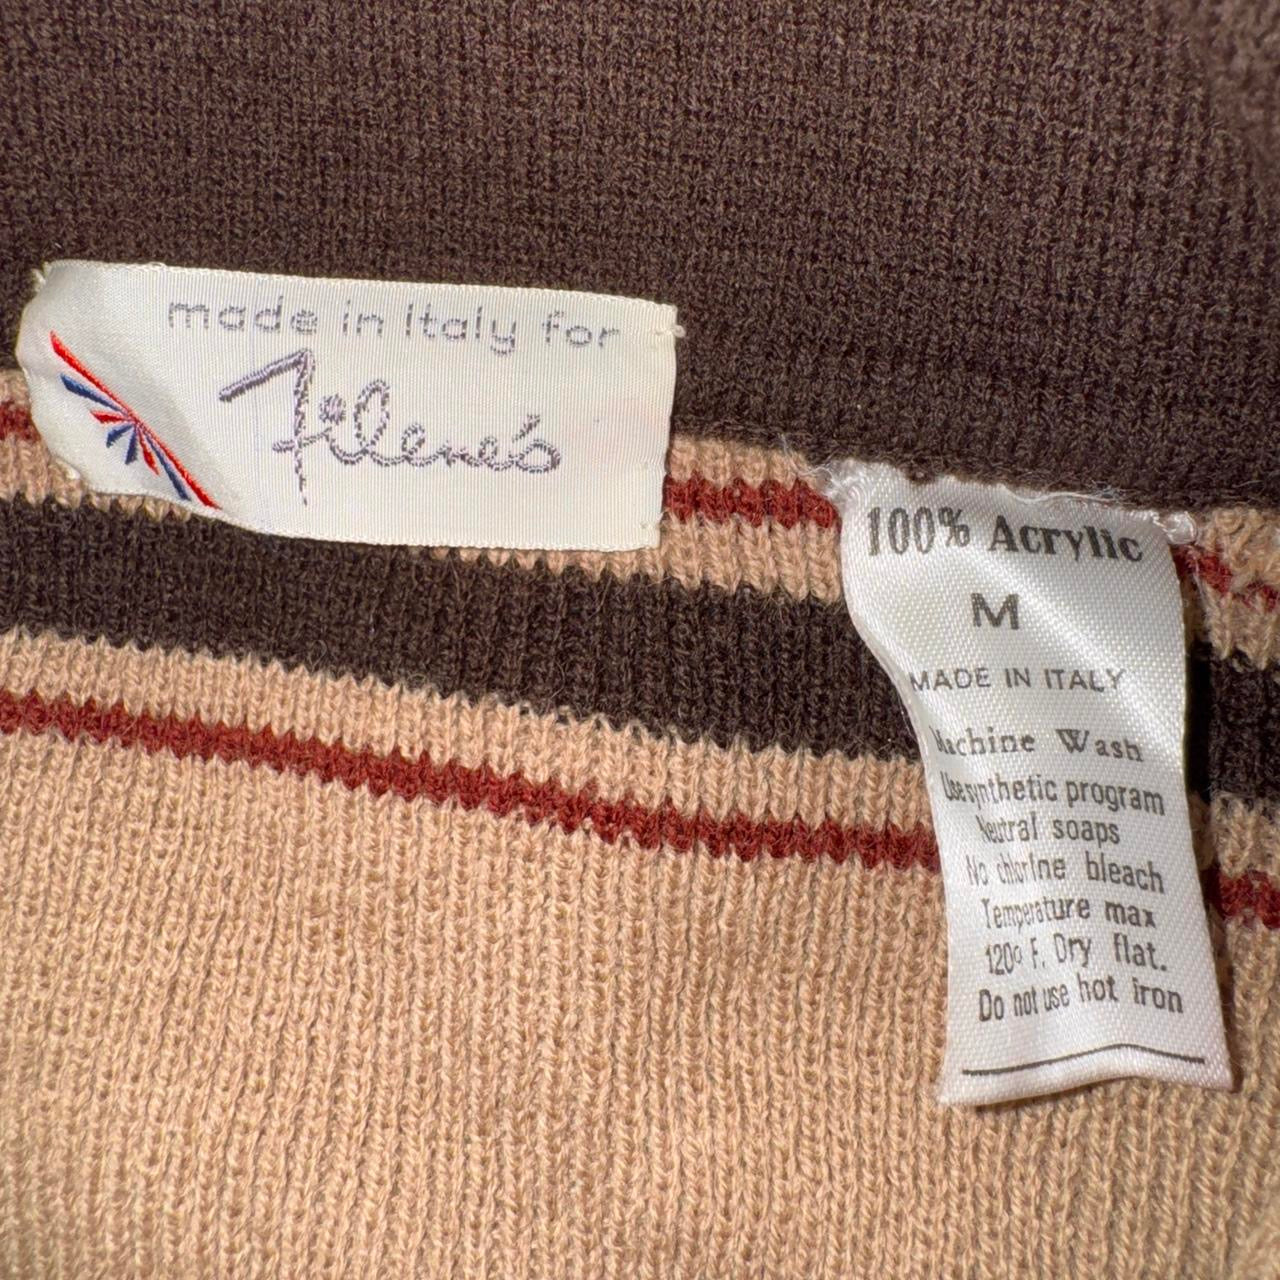 made in Italy for
Filene's
100% Acrylic
M
MADE IN ITALY
Machine Wash
Use synthetic program
Neutral soaps
No chlorine bleach
Temperature max
120º F. Dry flat.
Do not use hot iron